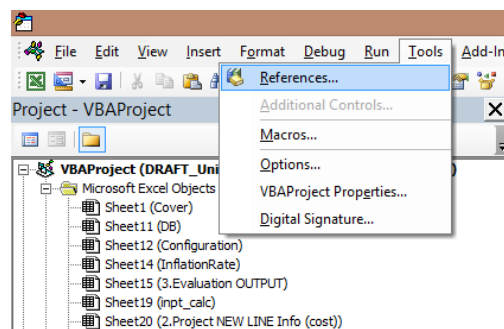 File Edit View Insert Format Debug Run Tools Add-In
References...
Project - VBAProject
Additional Controls...
Macros...
Options...
VBAProject (DRAFT_Uni )
VBAProject Properties...
Microsoft Excel Objects
Digital Signature...
Sheet1 (Cover)
Sheet11 (DB)
Sheet12 (Configuration)
Sheet14 (InflationRate)
Sheet15 (3.Evaluation OUTPUT)
Sheet19 (inpt_calc)
Sheet20 (2.Project NEW LINE Info (cost))